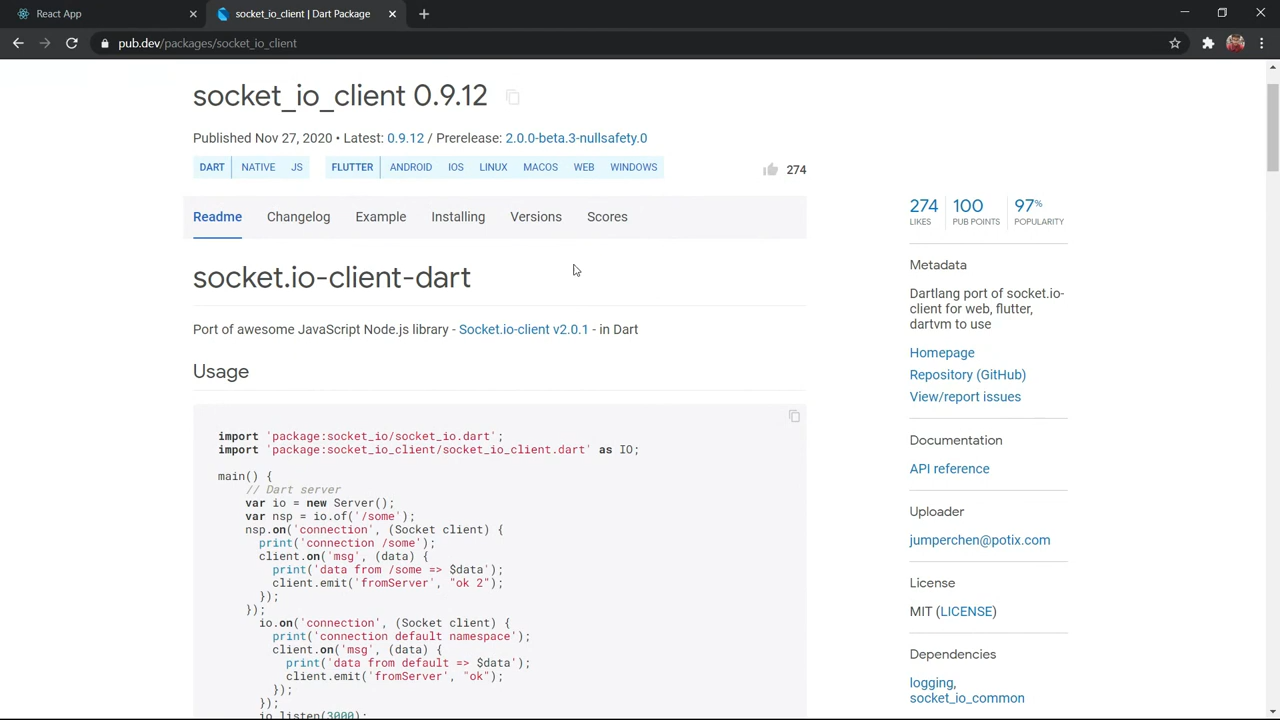 React App
socket_io_client | Dart Package
pub.dev/packages/socket_io_client
socket_io_client 0.9.12
Published Nov 27, 2020 • Latest: 0.9.12 / Prerelease: 2.0.0-beta.3-nullsafety.0
DART NATIVE JS FLUTTER ANDROID IOS LINUX MACOS WEB WINDOWS
274
Readme Changelog Example Installing Versions Scores
socket.io-client-dart
Port of awesome JavaScript Node.js library - Socket.io-client v2.0.1 - in Dart
Usage
import 'package:socket_io/socket_io.dart';
import 'package:socket_io_client/socket_io_client.dart' as IO;
main() {
// Dart server
var io = new Server();
var nsp = io.of('/some');
nsp.on('connection', (Socket client) {
print('connection /some');
client.on('msg', (data) {
print('data from /some => $data');
client.emit('fromServer', "ok 2");
});
});
io.on('connection', (Socket client) {
print('connection default namespace');
client.on('msg', (data) {
print('data from default => $data');
client.emit('fromServer', "ok");
});
});
io.listen(3000);
274 100 97%
LIKES PUB POINTS POPULARITY
Metadata
Dartlang port of socket.io-
client for web, flutter,
dartvm to use
Homepage
Repository (GitHub)
View/report issues
Documentation
API reference
Uploader
jumperchen@potix.com
License
MIT (LICENSE)
Dependencies
logging,
socket_io_common